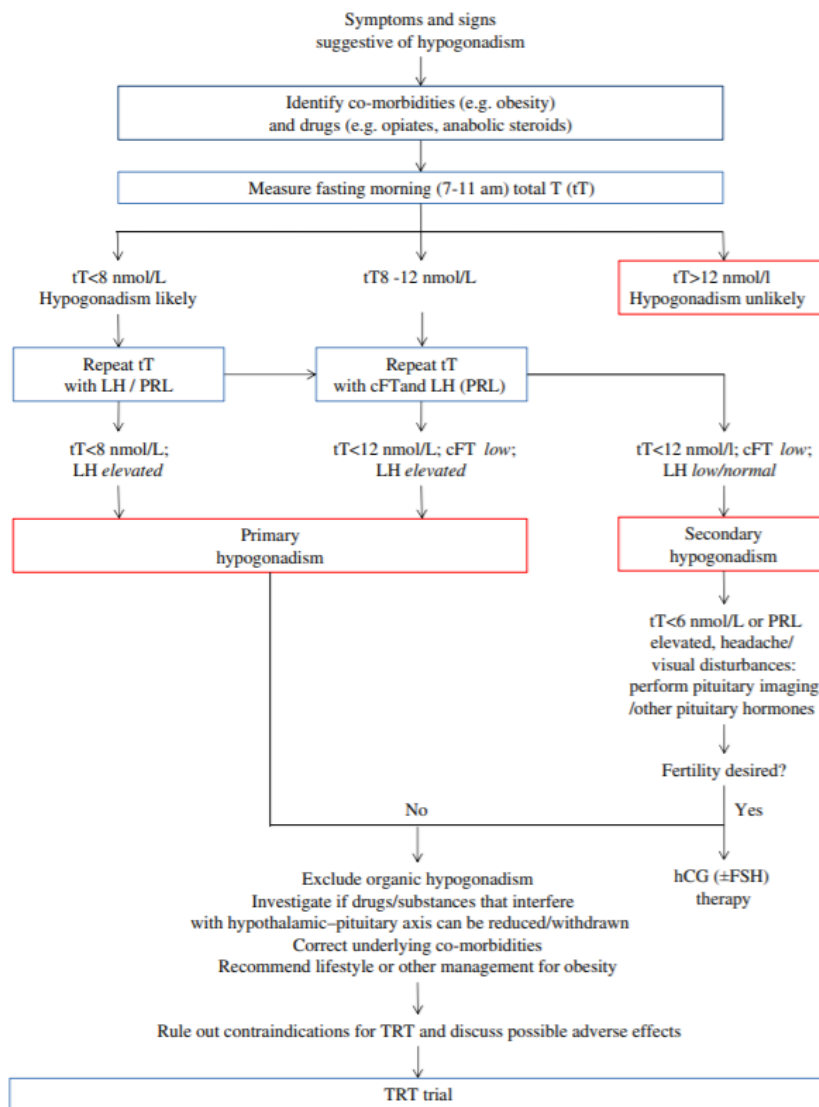 Symptoms and signs
suggestive of hypogonadism
Identify co-morbidities (e.g. obesity)
and drugs (e.g. opiates, anabolic steroids)
Measure fasting morning (7-11 am) total T (tT)
tT<8 nmol/L
Hypogonadism likely
tT8 -12 nmol/L
tT>12 nmol/l
Hypogonadism unlikely
Repeat tT
with LH / PRL
Repeat tT
with cFTand LH (PRL)
tT<8 nmol/L;
LH elevated
tT<12 nmol/L; cFT low;
LH elevated
tT<12 nmol/l; cFT low;
LH low/normal
Primary
hypogonadism
Secondary
hypogonadism
tT<6 nmol/L or PRL
elevated, headache/
visual disturbances:
perform pituitary imaging
/other pituitary hormones
Fertility desired?
No
Yes
Exclude organic hypogonadism
Investigate if drugs/substances that interfere
with hypothalamic–pituitary axis can be reduced/withdrawn
Correct underlying co-morbidities
Recommend lifestyle or other management for obesity
hCG (±FSH)
therapy
Rule out contraindications for TRT and discuss possible adverse effects
TRT trial